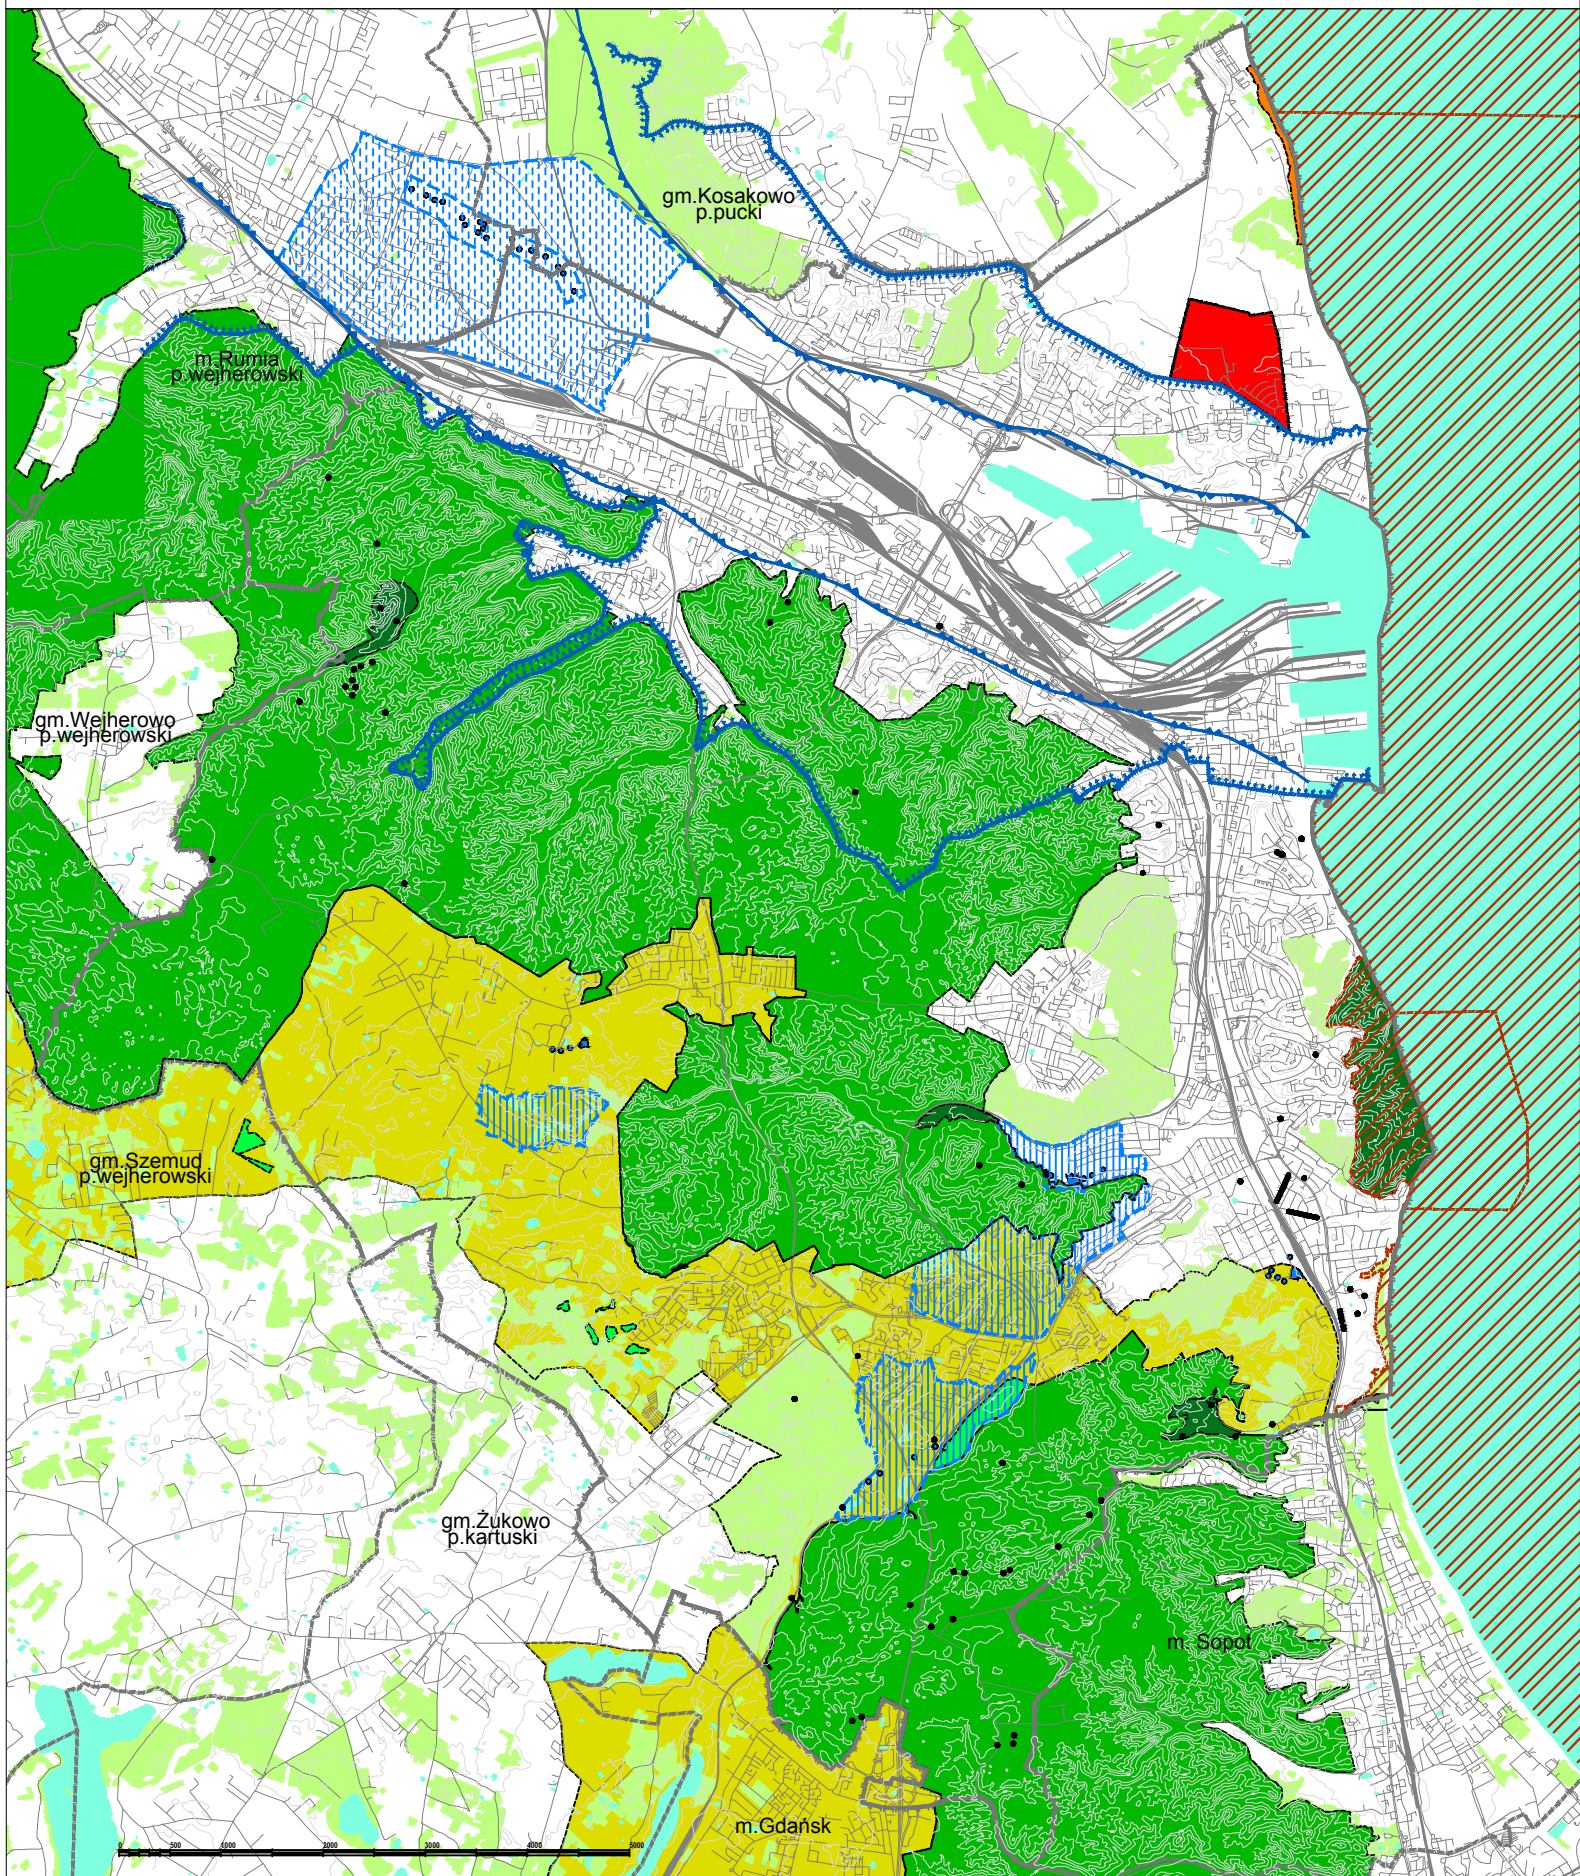 gm.Kosakowo
p.pucki
m.Rumia
p.wejherowski
gm.Wejherowo
p.wejherowski
gm.Szemud
p.wejherowski
gm.Żukowo
p.kartuski
m. Sopot
m.Gdańsk
0 500 1000 2000 3000 4000 5000